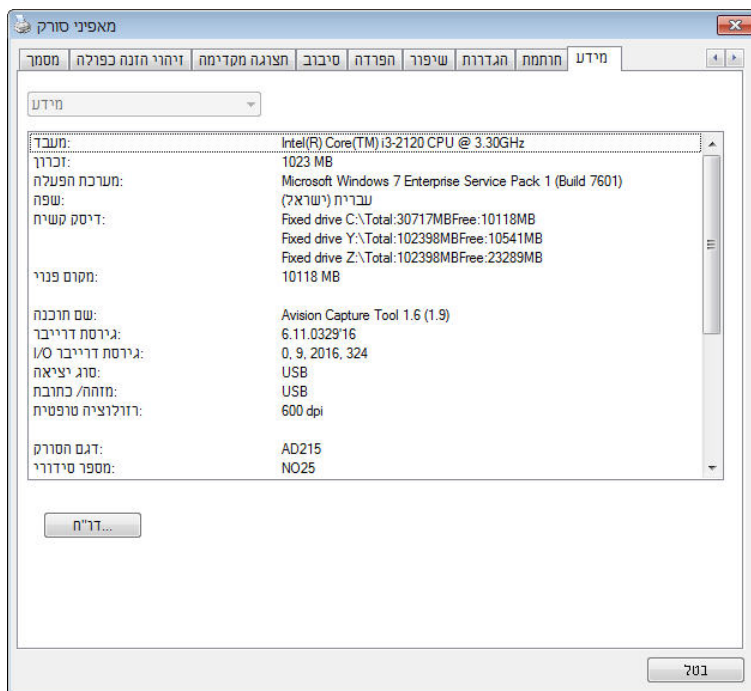 מאפיני סורק
מסמך זיהוי הזנה כפולה תצוגה מקדימה סיבוב הפרדה שיפור הגדרות חותמת מידע
מידע
מעבד: Intel(R) Core(TM) i3-2120 CPU @ 3.30GHz
זכרון: 1023 MB
מערכת הפעלה: Microsoft Windows 7 Enterprise Service Pack 1 (Build 7601)
שפה: עברית (ישראל)
דיסק קשיח: Fixed drive C:\Total:30717MBFree:10118MB
Fixed drive Y:\Total:102398MBFree:10541MB
Fixed drive Z:\Total:102398MBFree:23289MB
מקום פנוי: 10118 MB
שם תוכנה: Avision Capture Tool 1.6 (1.9)
גירסת דרייבר: 6.11.0329'16
גירסת דרייבר I/O: 0, 9, 2016, 324
סוג יציאה: USB
מזהה/ כתובת: USB
רזולוציה טופטית: 600 dpi
דגם הסורק: AD215
מספר סידורי: NO25
דו"ח...
בטל